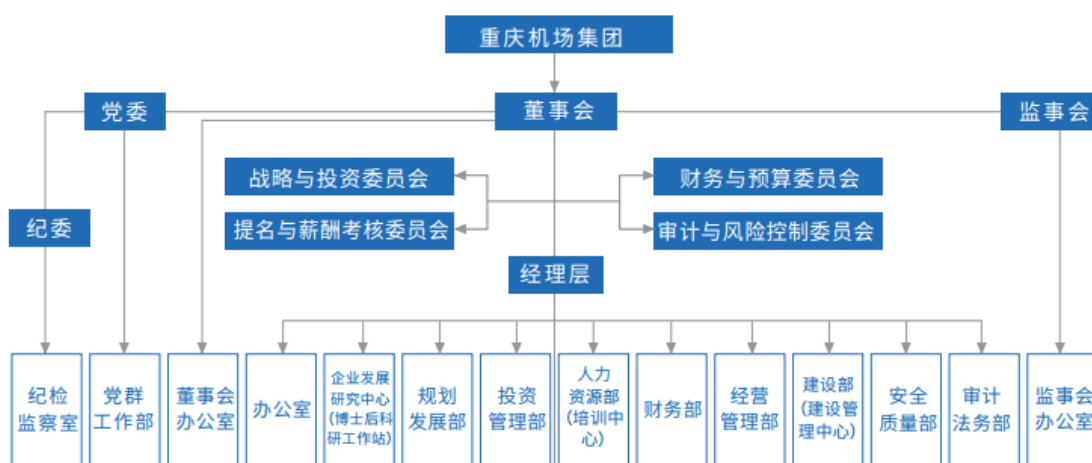 重庆机场集团
党委
董事会
监事会
战略与投资委员会
财务与预算委员会
纪委
提名与薪酬考核委员会
审计与风险控制委员会
经理层
纪检
监察室
党群
工作部
董事会
办公室
办公室
企业发展
研究中心
(博士后科
研工作站)
规划
发展部
投资
管理部
人力
资源部
(培训中
心)
财务部
经营
管理部
建设部
(建设管
理中心)
安全
质量部
审计
法务部
监事会
办公室